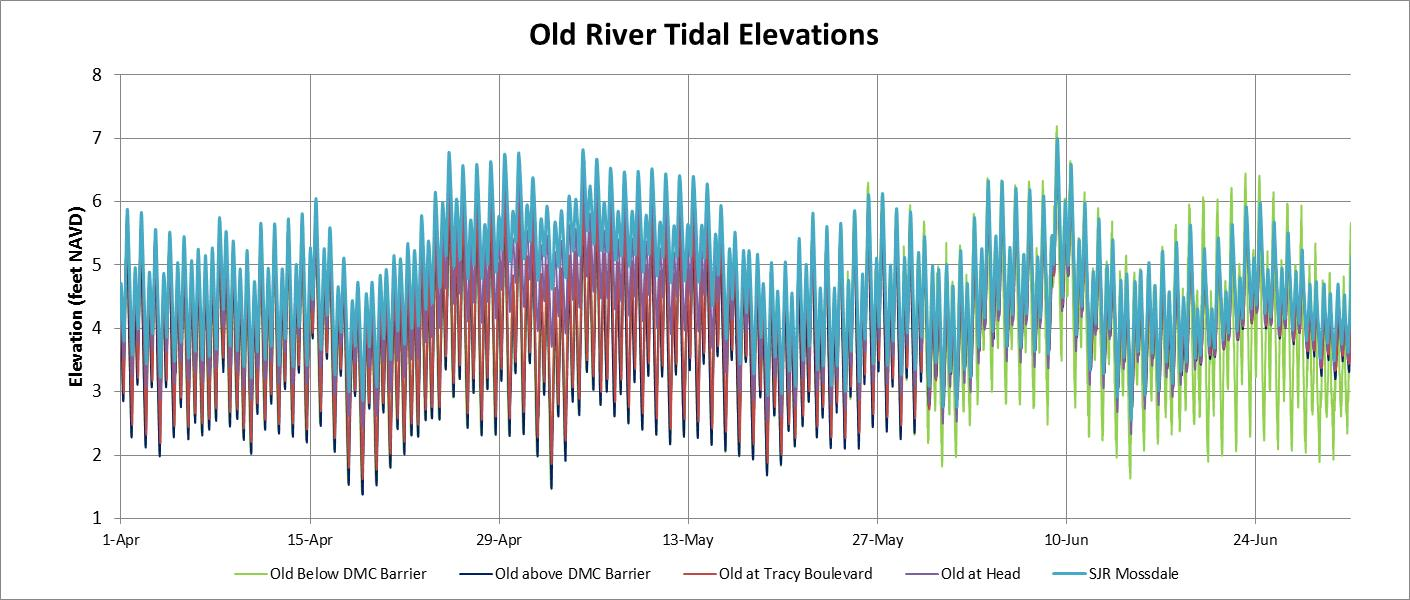 Old River Tidal Elevations
Elevation (feet NAVD)
8
7
6
5
4
3
2
1
1-Apr 15-Apr 29-Apr 13-May 27-May 10-Jun 24-Jun
Old Below DMC Barrier Old above DMC Barrier Old at Tracy Boulevard Old at Head SJR Mossdale